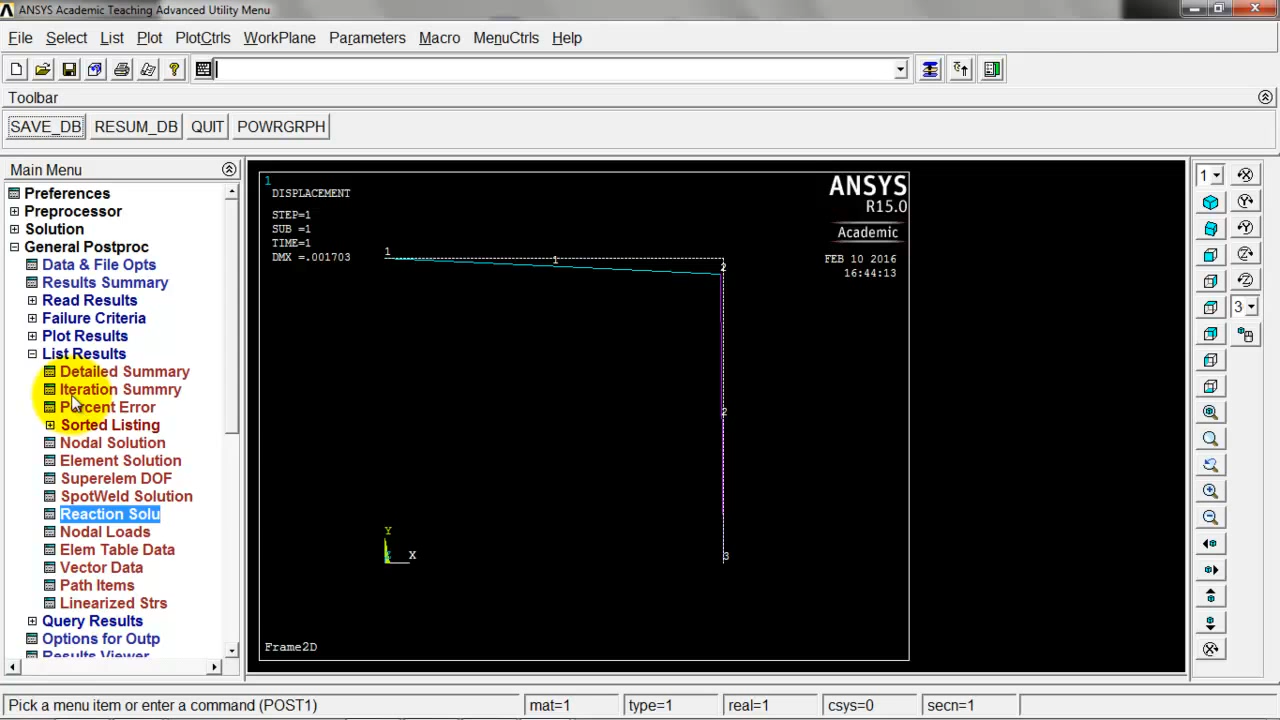 ANSYS Academic Teaching Advanced Utility Menu
File Select List Plot PlotCtrls WorkPlane Parameters Macro MenuCtrls Help
Toolbar
SAVE_DB RESUM_DB QUIT POWRGRPH
Main Menu
Preferences
Preprocessor
Solution
General Postproc
Data & File Opts
Results Summary
Read Results
Failure Criteria
Plot Results
List Results
Detailed Summary
Iteration Summry
Percent Error
Sorted Listing
Nodal Solution
Element Solution
Superelem DOF
SpotWeld Solution
Reaction Solu
Nodal Loads
Elem Table Data
Vector Data
Path Items
Linearized Strs
Query Results
Options for Outp
Results Viewer
1
DISPLACEMENT
STEP=1
SUB =1
TIME=1
DMX =.001703
ANSYS
R15.0
Academic
FEB 10 2016
16:44:13
1
1
2
2
3
Y
X
Frame2D
1
3
Pick a menu item or enter a command (POST1) mat=1 type=1 real=1 csys=0 secn=1